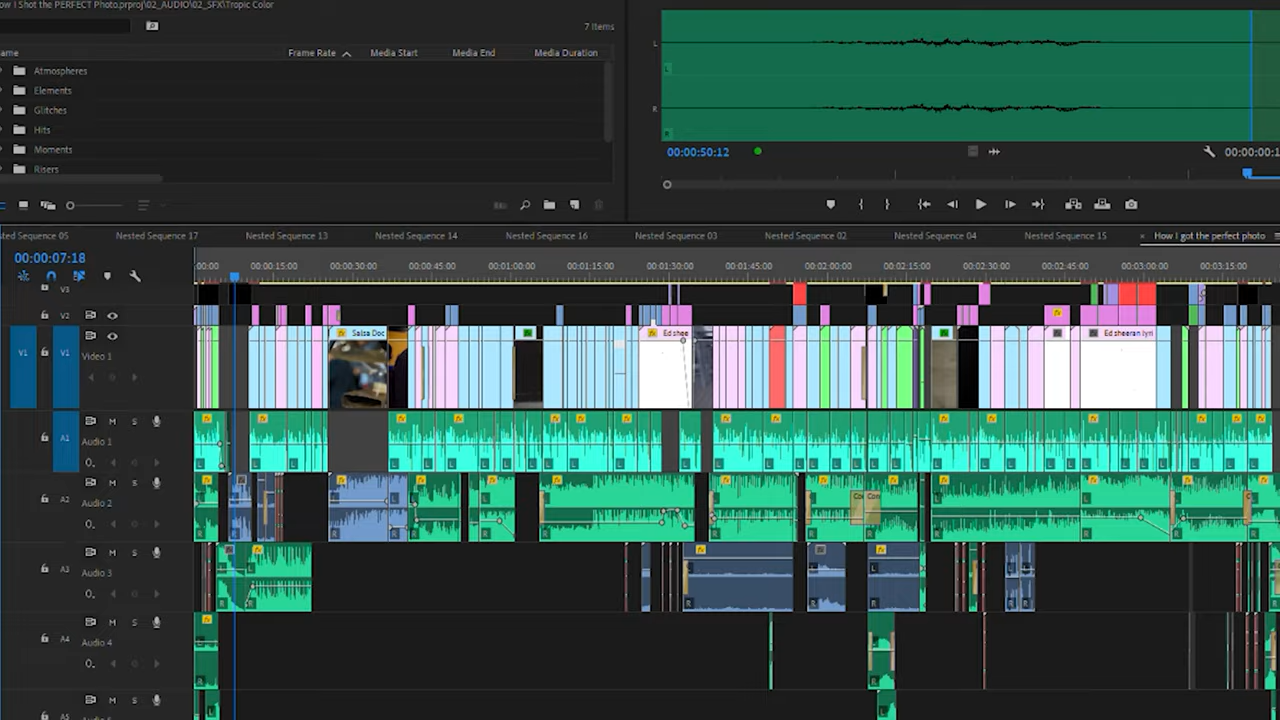 ow I Shot the PERFECT Photo.prproj\02_AUDIO\02_SFX\Tropic Color
7 Items
ame Frame Rate Media Start Media End Media Duration
Atmospheres
Elements
Glitches
Hits
Moments
Risers
L
L
R
R
00:00:50:12 00:00:00:1
ted Sequence 05 Nested Sequence 17 Nested Sequence 13 Nested Sequence 14 Nested Sequence 16 Nested Sequence 03 Nested Sequence 02 Nested Sequence 04 Nested Sequence 15 × How I got the perfect photo
00:00:07:18
:00:00 00:00:15:00 00:00:30:00 00:00:45:00 00:01:00:00 00:01:15:00 00:01:30:00 00:01:45:00 00:02:00:00 00:02:15:00 00:02:30:00 00:02:45:00 00:03:00:00 00:03:15:00
V3
V2
V1 V1 Video 1 Salsa Doc Ed shee Ed sheeran lyri
A1 M S Audio 1
A2 M S Audio 2 Con
A3 M S Audio 3
A4 M S Audio 4
A5 M S Audio 5